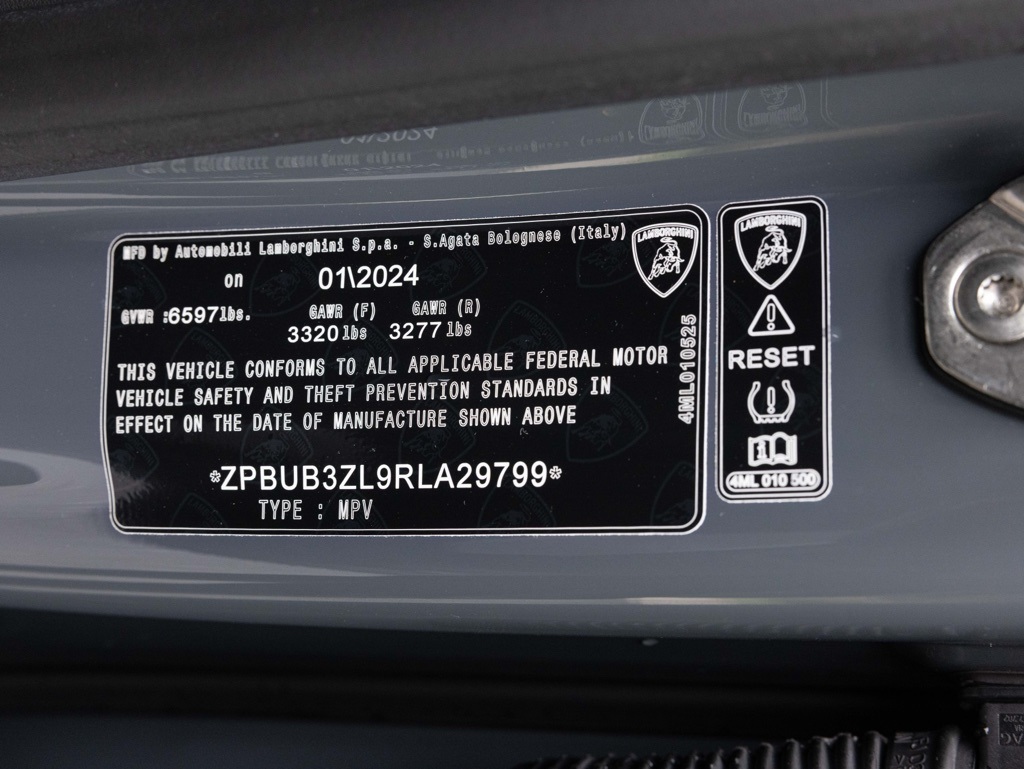 MFD by Automobili Lamborghini S.p.a. - S.Agata Bolognese (Italy)
on 01\2024
GVWR :6597lbs. GAWR (F) GAWR (R)
3320lbs 3277lbs
THIS VEHICLE CONFORMS TO ALL APPLICABLE FEDERAL MOTOR
VEHICLE SAFETY AND THEFT PREVENTION STANDARDS IN
EFFECT ON THE DATE OF MANUFACTURE SHOWN ABOVE
*ZPBUB3ZL9RLA29799*
TYPE : MPV
4ML010525
LAMBORGHINI
LAMBORGHINI
RESET
4ML 010 500